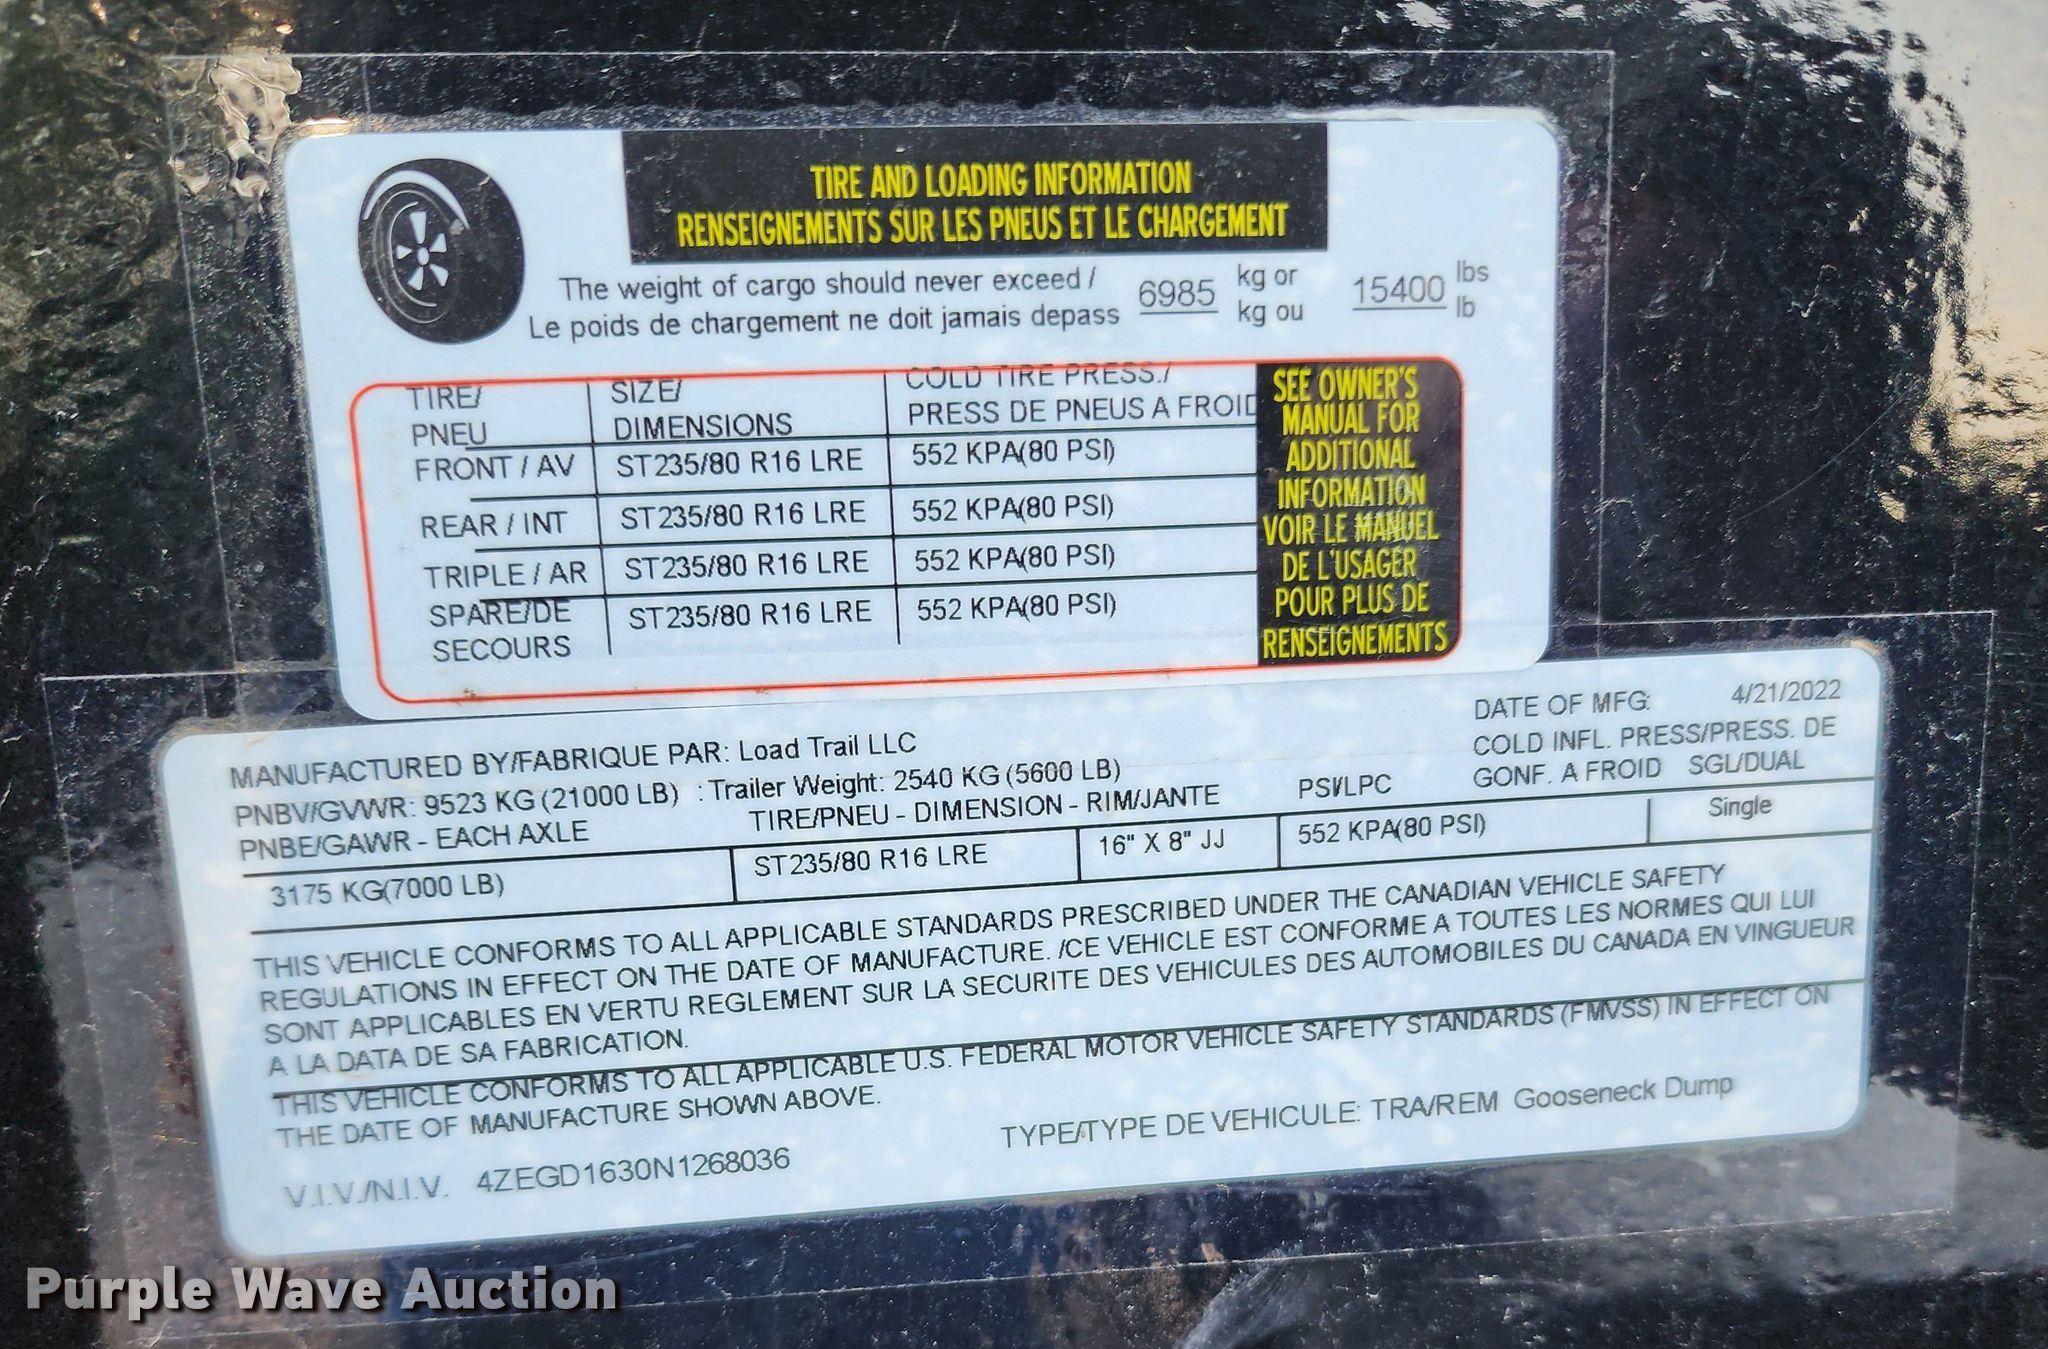 TIRE AND LOADING INFORMATION
RENSEIGNEMENTS SUR LES PNEUS ET LE CHARGEMENT
The weight of cargo should never exceed / 6985 kg or 15400 lbs
Le poids de chargement ne doit jamais depass kg ou lb
TIRE/ SIZE/ COLD TIRE PRESS./
PNEU DIMENSIONS PRESS DE PNEUS A FROID
FRONT / AV ST235/80 R16 LRE 552 KPA(80 PSI)
REAR / INT ST235/80 R16 LRE 552 KPA(80 PSI)
TRIPLE / AR ST235/80 R16 LRE 552 KPA(80 PSI)
SPARE/DE ST235/80 R16 LRE 552 KPA(80 PSI)
SECOURS
SEE OWNER'S
MANUAL FOR
ADDITIONAL
INFORMATION
VOIR LE MANUEL
DE L'USAGER
POUR PLUS DE
RENSEIGNEMENTS
MANUFACTURED BY/FABRIQUE PAR: Load Trail LLC DATE OF MFG: 4/21/2022
PNBV/GVWR: 9523 KG (21000 LB) : Trailer Weight: 2540 KG (5600 LB) COLD INFL. PRESS/PRESS. DE
PNBE/GAWR - EACH AXLE TIRE/PNEU - DIMENSION - RIM/JANTE PSI/LPC GONF. A FROID SGL/DUAL
3175 KG(7000 LB) ST235/80 R16 LRE 16" X 8" JJ 552 KPA(80 PSI) Single
THIS VEHICLE CONFORMS TO ALL APPLICABLE STANDARDS PRESCRIBED UNDER THE CANADIAN VEHICLE SAFETY
REGULATIONS IN EFFECT ON THE DATE OF MANUFACTURE. /CE VEHICLE EST CONFORME A TOUTES LES NORMES QUI LUI
SONT APPLICABLES EN VERTU REGLEMENT SUR LA SECURITE DES VEHICULES DES AUTOMOBILES DU CANADA EN VINGUEUR
A LA DATA DE SA FABRICATION.
THIS VEHICLE CONFORMS TO ALL APPLICABLE U.S. FEDERAL MOTOR VEHICLE SAFETY STANDARDS (FMVSS) IN EFFECT ON
THE DATE OF MANUFACTURE SHOWN ABOVE.
V.I.V./N.I.V. 4ZEGD1630N1268036 TYPE/TYPE DE VEHICULE: TRA/REM Gooseneck Dump
Purple Wave Auction